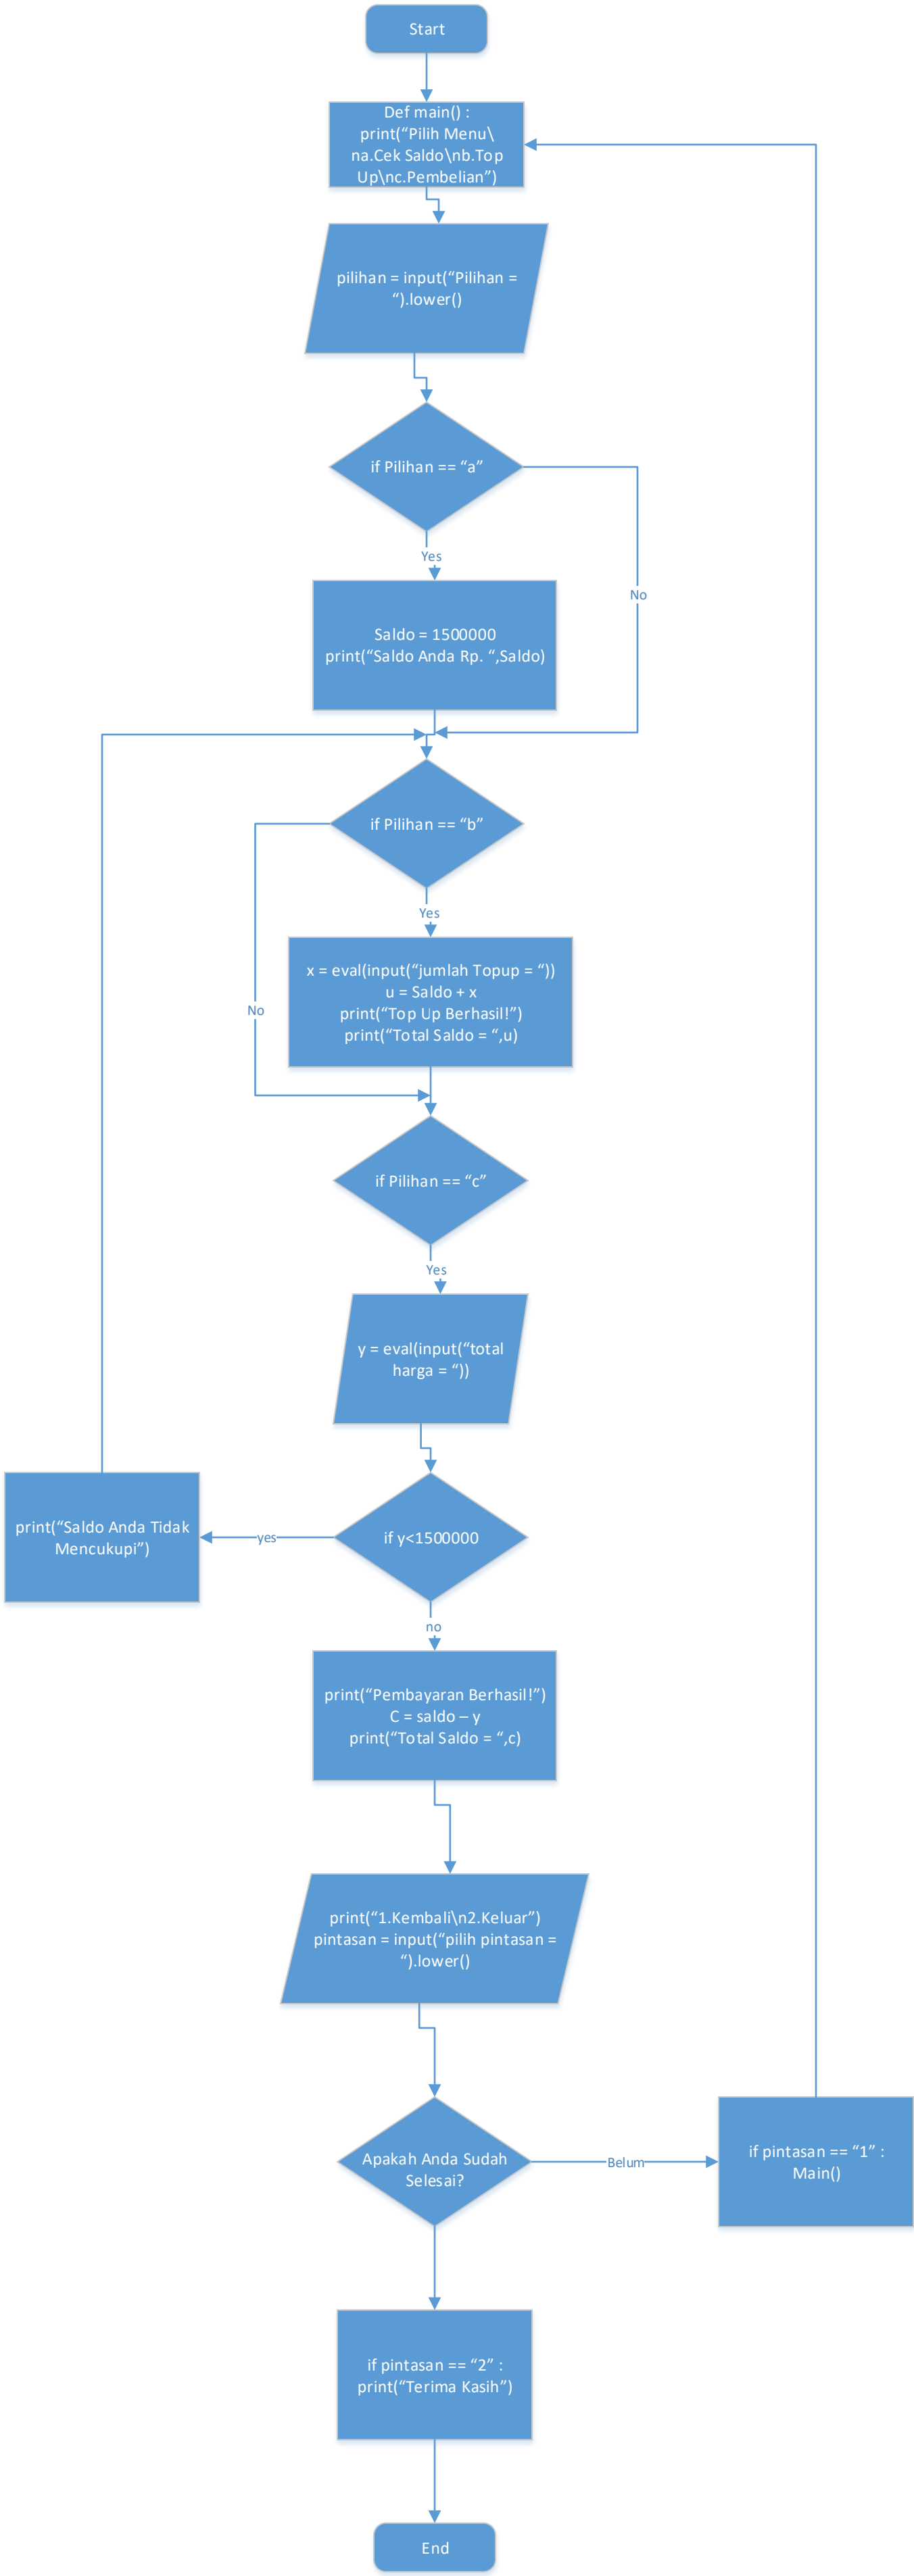 Start
Def main() :
print(“Pilih Menu\
na.Cek Saldo\nb.Top
Up\nc.Pembelian”)
pilihan = input(“Pilihan =
“).lower()
if Pilihan == “a”
Yes
No
Saldo = 1500000
print(“Saldo Anda Rp. “,Saldo)
if Pilihan == “b”
Yes
No
x = eval(input(“jumlah Topup = “))
u = Saldo + x
print(“Top Up Berhasil!”)
print(“Total Saldo = “,u)
if Pilihan == “c”
Yes
y = eval(input(“total
harga = “))
if y<1500000
yes
print(“Saldo Anda Tidak
Mencukupi”)
no
print(“Pembayaran Berhasil!”)
C = saldo – y
print(“Total Saldo = “,c)
print(“1.Kembali\n2.Keluar”)
pintasan = input(“pilih pintasan =
“).lower()
Apakah Anda Sudah
Selesai?
Belum
if pintasan == “1” :
Main()
if pintasan == “2” :
print(“Terima Kasih”)
End